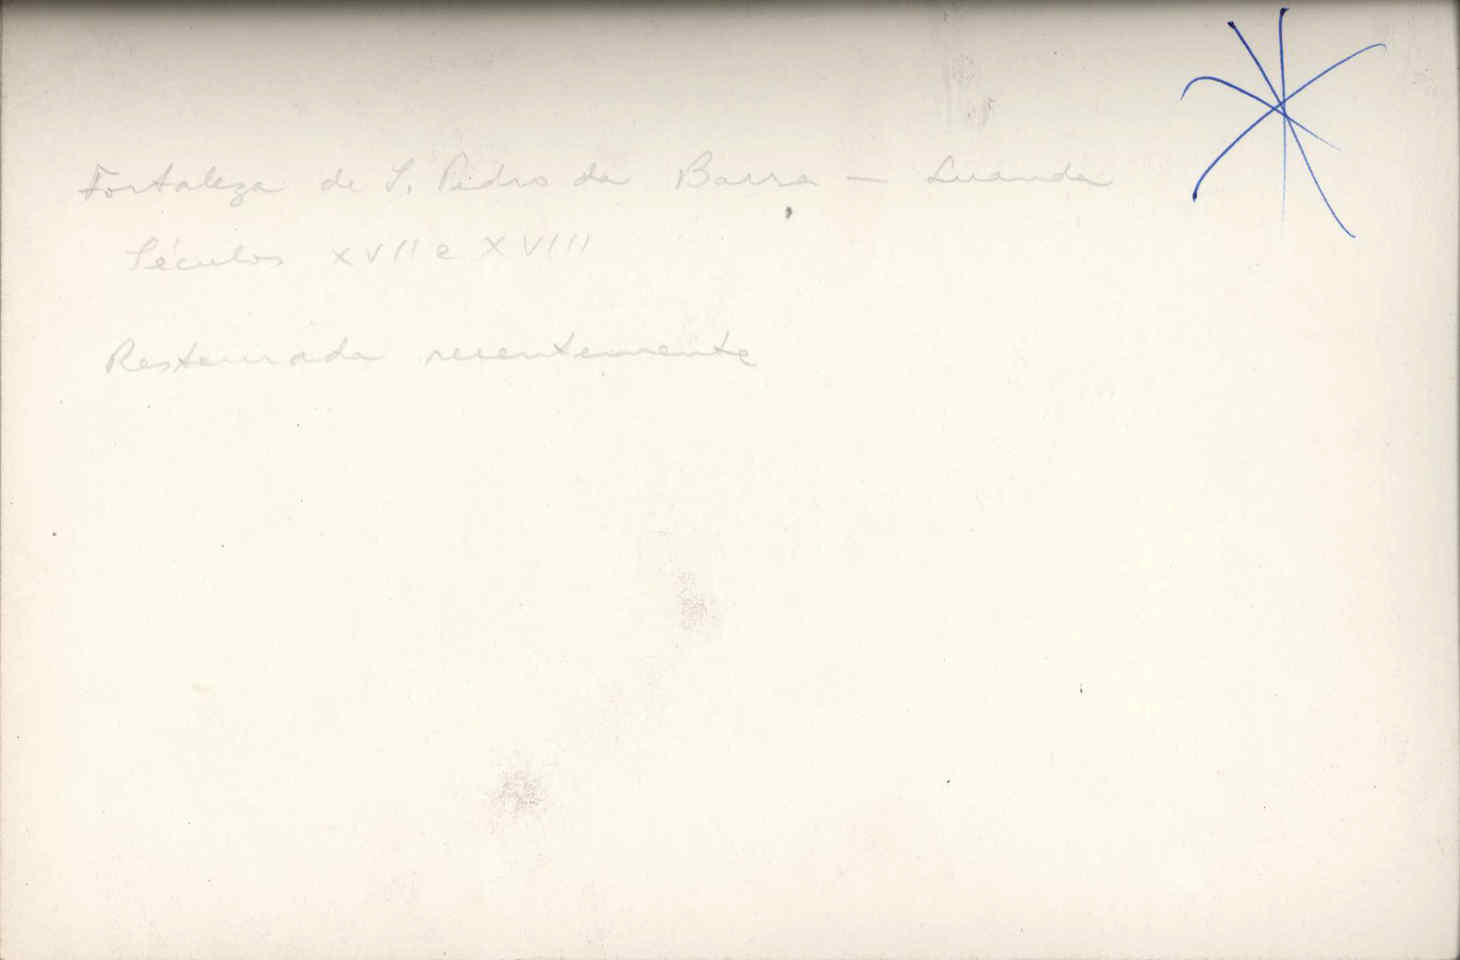 Fortaleza de S. Pedro da Barra — Luanda
Séculos XVII e XVIII
Restaurada recentemente